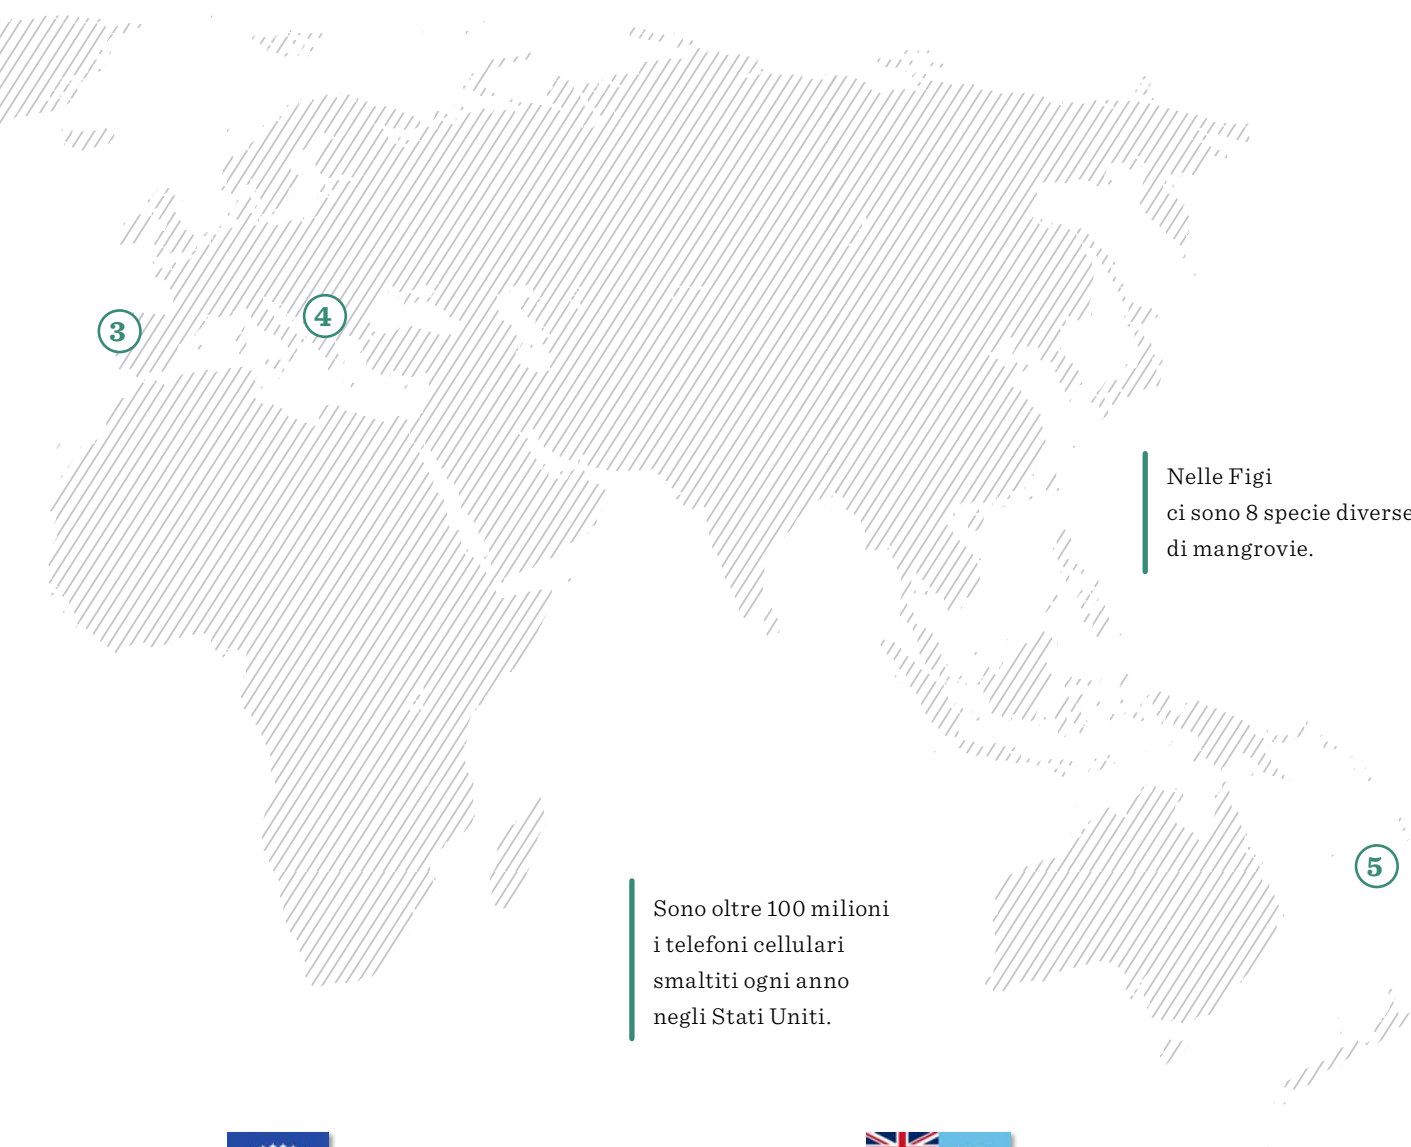 3
4
Nelle Figi
ci sono 8 specie diverse
di mangrovie.
5
Sono oltre 100 milioni
i telefoni cellulari
smaltiti ogni anno
negli Stati Uniti.